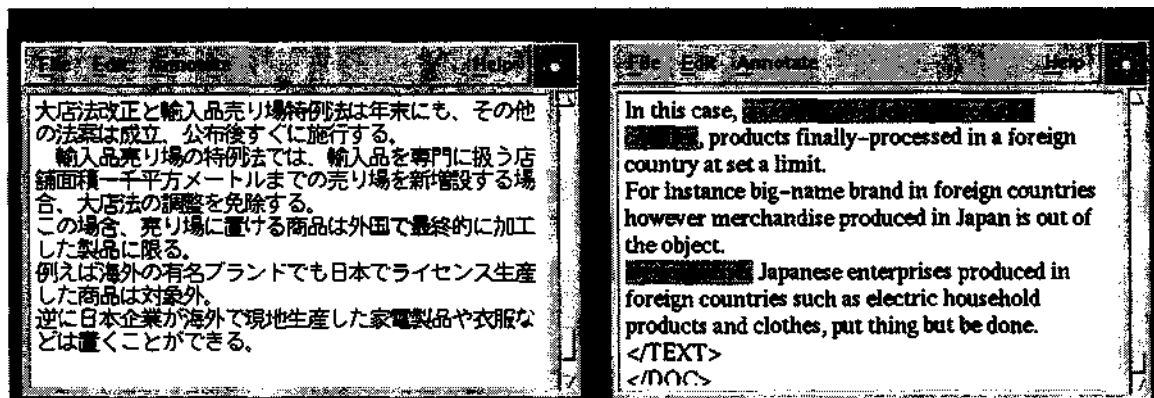 File Edit Annotate Help
大店法改正と輸入品売り場特例法は年末にも、その他
の法案は成立、公布後すぐに施行する。
輸入品売り場の特例法では、輸入品を専門に扱う店
舗面積一千平方メートルまでの売り場を新増設する場
合、大店法の調整を免除する。
この場合、売り場に置ける商品は外国で最終的に加工
した製品に限る。
例えば海外の有名ブランドでも日本でライセンス生産
した商品は対象外。
逆に日本企業が海外で現地生産した家電製品や衣服な
どは置くことができる。
File Edit Annotate Help
In this case,
, products finally-processed in a foreign
country at set a limit.
For instance big-name brand in foreign countries
however merchandise produced in Japan is out of
the object.
Japanese enterprises produced in
foreign countries such as electric household
products and clothes, put thing but be done.
</TEXT>
</DOC>